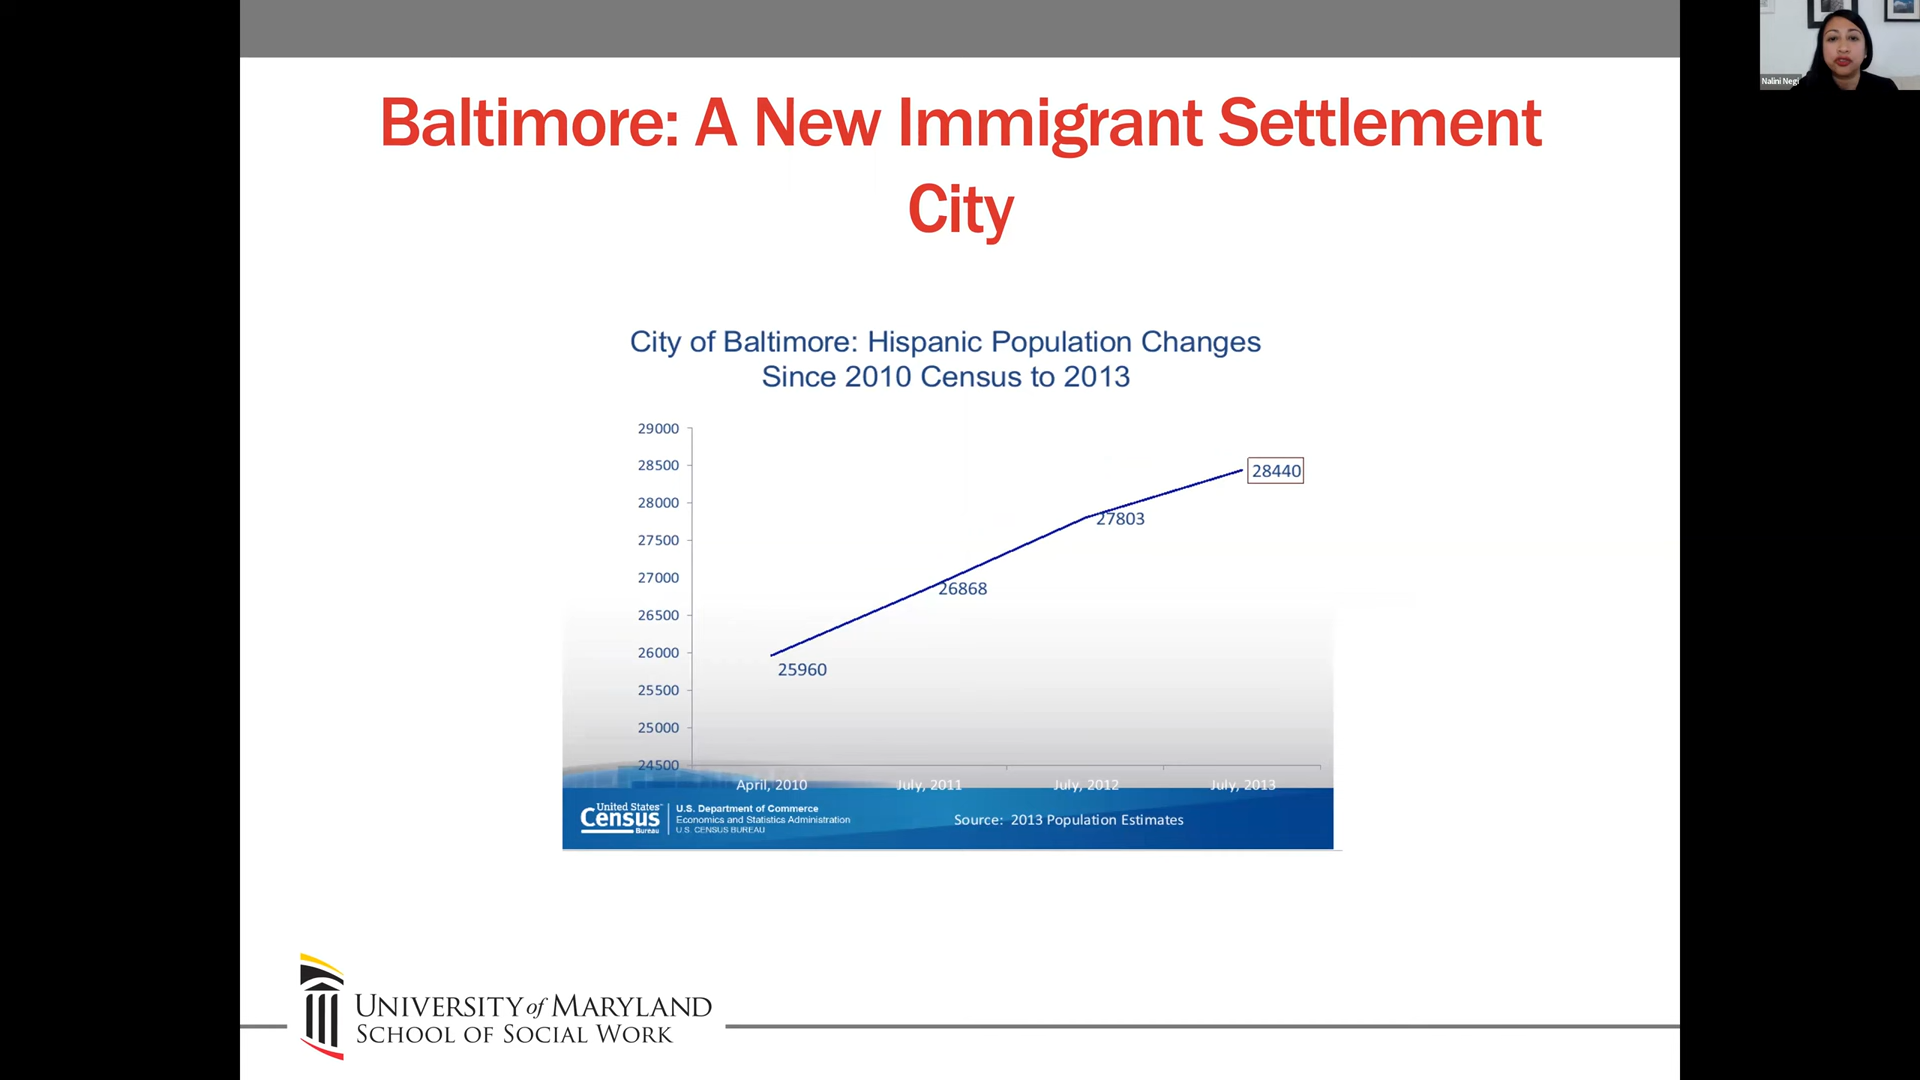 Nalini Negi
Baltimore: A New Immigrant Settlement
City
City of Baltimore: Hispanic Population Changes
Since 2010 Census to 2013
29000
28500
28000
27500
27000
26500
26000
25500
25000
24500
25960
26868
27803
28440
April, 2010
July, 2011
July, 2012
July, 2013
United States™
Census
Bureau
U.S. Department of Commerce
Economics and Statistics Administration
U.S. CENSUS BUREAU
Source: 2013 Population Estimates
UNIVERSITY of MARYLAND
SCHOOL OF SOCIAL WORK